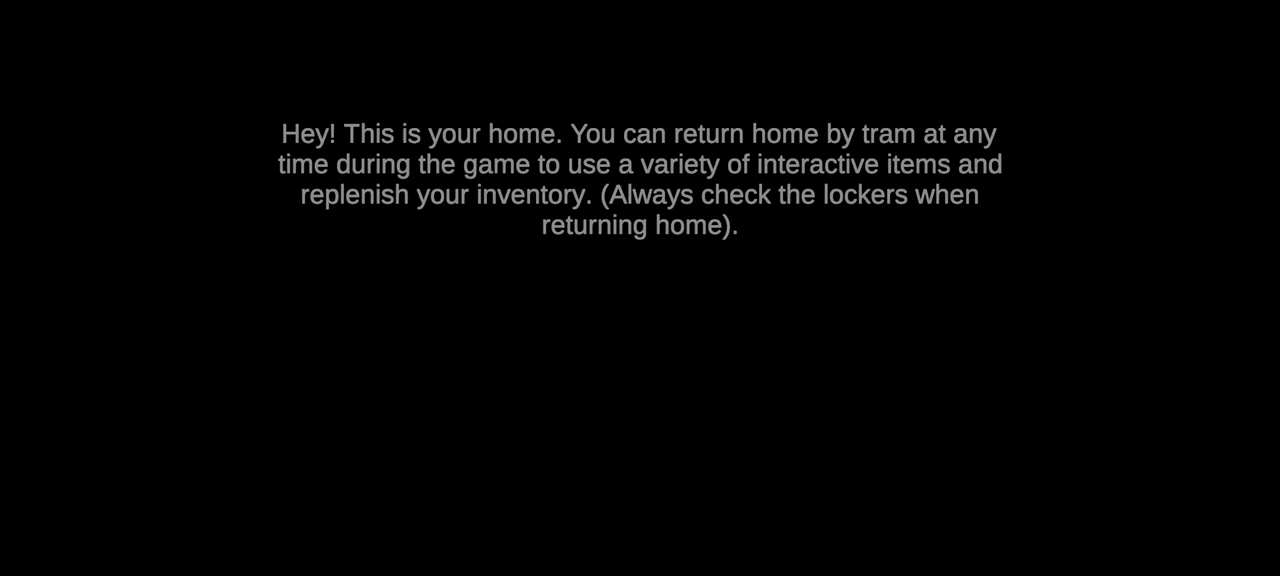 Hey! This is your home. You can return home by tram at any
time during the game to use a variety of interactive items and
replenish your inventory. (Always check the lockers when
returning home).